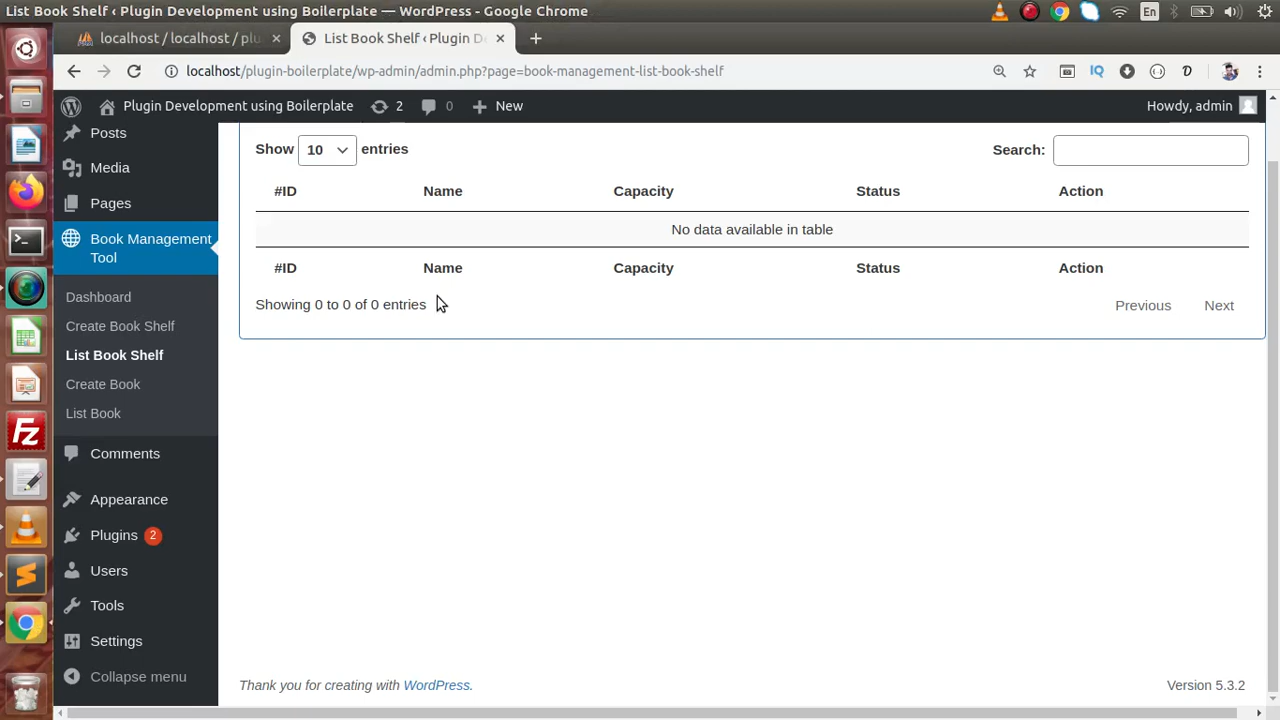 List Book Shelf ‹ Plugin Development using Boilerplate — WordPress - Google Chrome
En
localhost / localhost / plu
List Book Shelf ‹ Plugin De
localhost/plugin-boilerplate/wp-admin/admin.php?page=book-management-list-book-shelf
IQ
Plugin Development using Boilerplate
2
0
New
Howdy, admin
Posts
Media
Pages
Book Management Tool
Dashboard
Create Book Shelf
List Book Shelf
Create Book
List Book
Comments
Appearance
Plugins 2
Users
Tools
Settings
Collapse menu
Show 10 entries
Search:
#ID Name Capacity Status Action
No data available in table
#ID Name Capacity Status Action
Showing 0 to 0 of 0 entries
Previous Next
Thank you for creating with WordPress.
Version 5.3.2